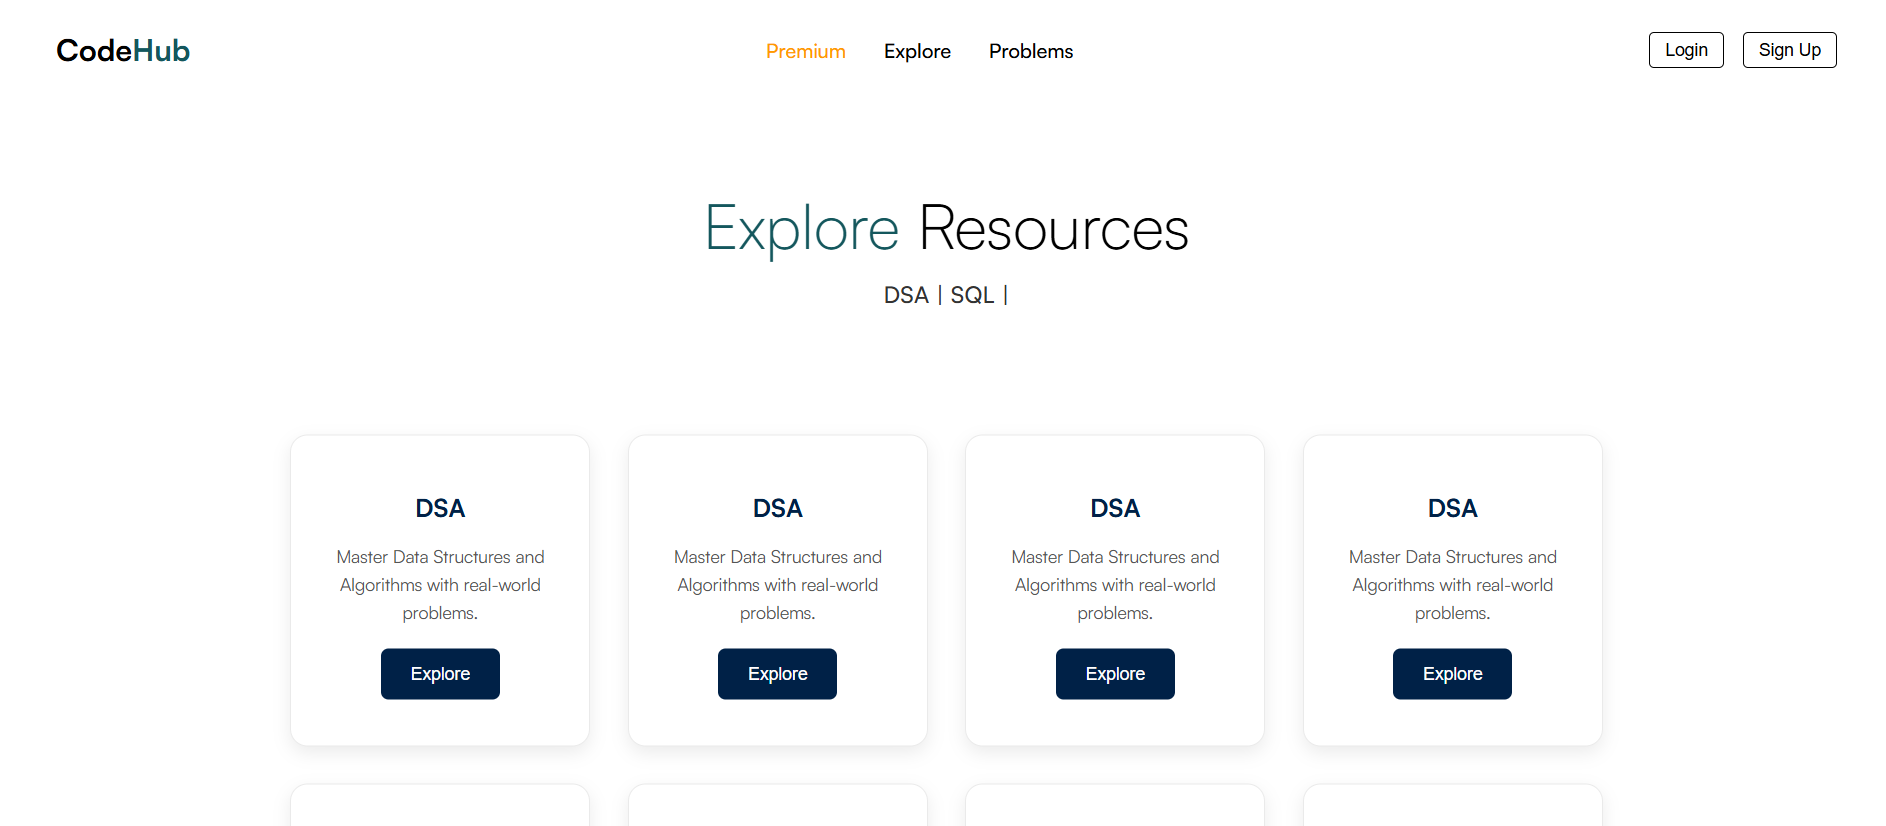 CodeHub
Premium Explore Problems
Login Sign Up
Explore Resources
DSA | SQL |
DSA
Master Data Structures and
Algorithms with real-world
problems.
Explore
DSA
Master Data Structures and
Algorithms with real-world
problems.
Explore
DSA
Master Data Structures and
Algorithms with real-world
problems.
Explore
DSA
Master Data Structures and
Algorithms with real-world
problems.
Explore